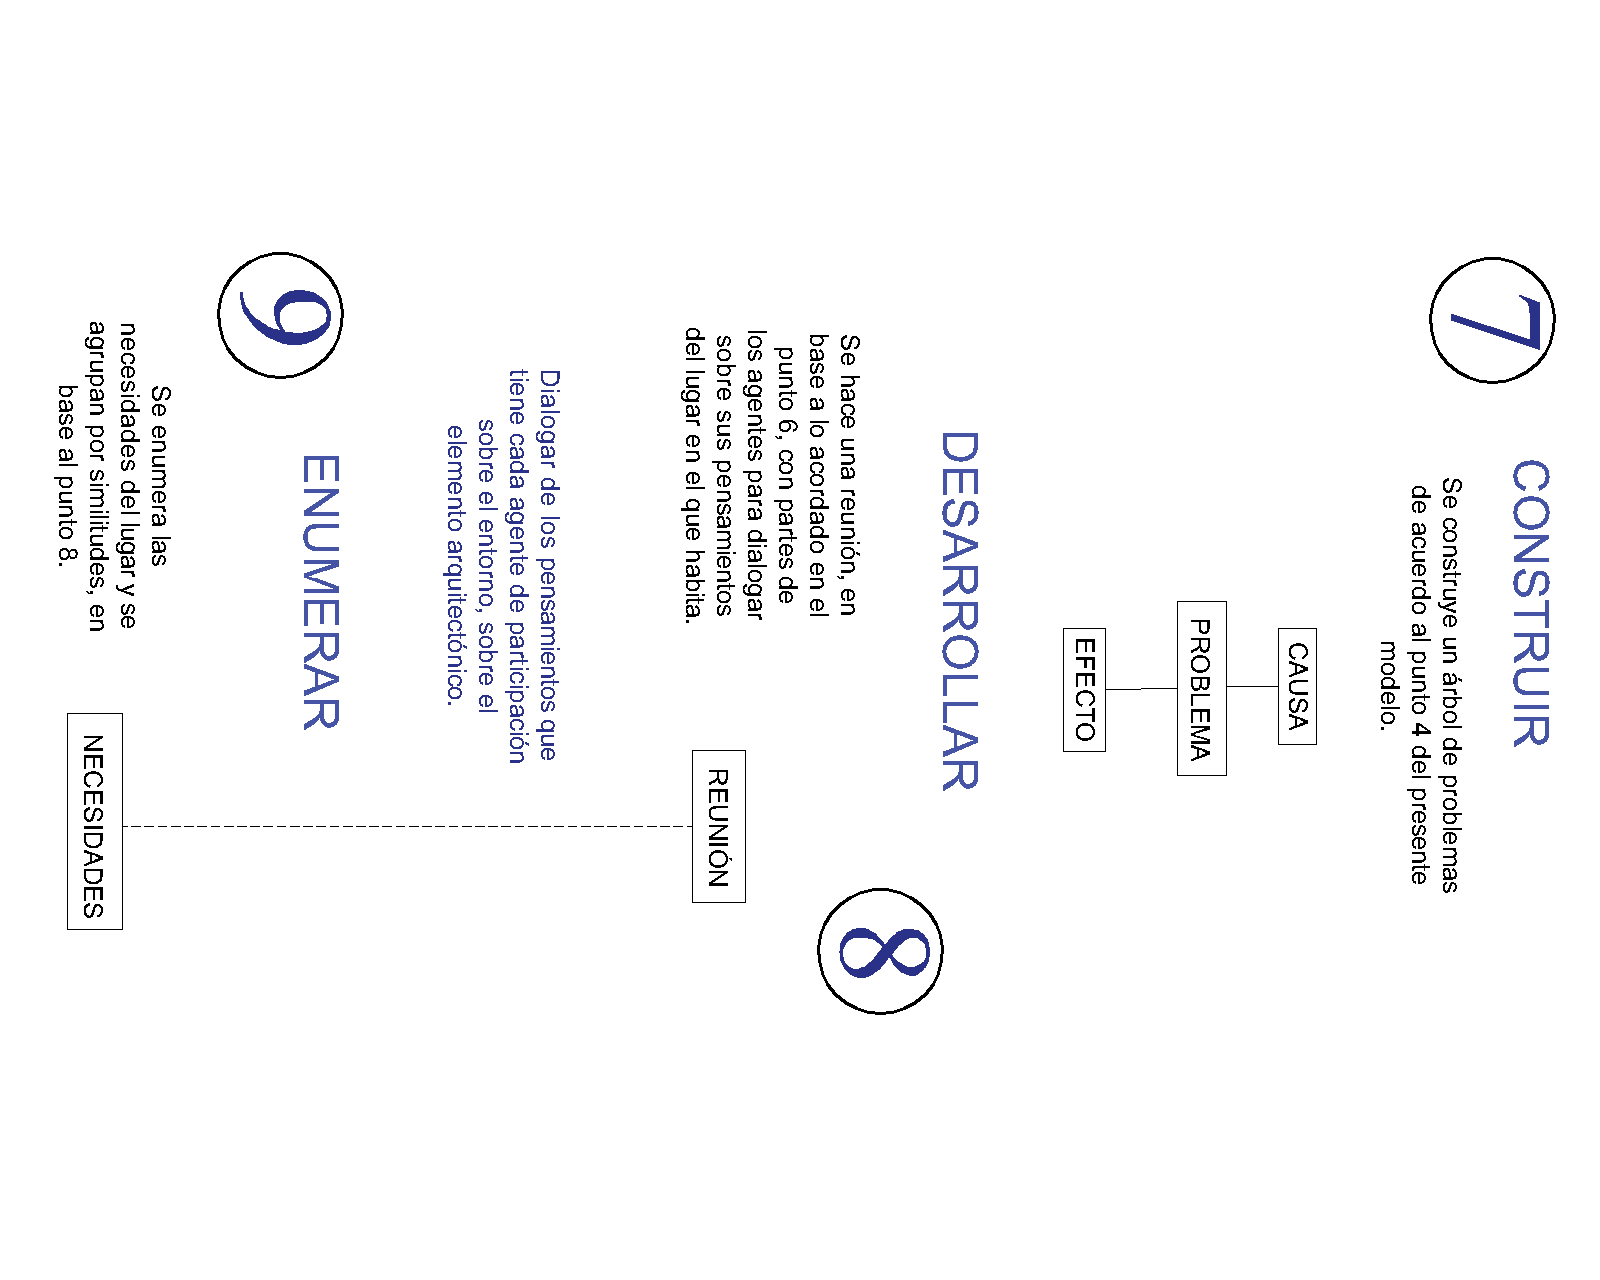 7
CONSTRUIR
Se construye un árbol de problemas
de acuerdo al punto 4 del presente
modelo.
CAUSA
PROBLEMA
EFECTO
DESARROLLAR
8
Se hace una reunión, en
base a lo acordado en el
punto 6, con partes de
los agentes para dialogar
sobre sus pensamientos
del lugar en el que habita.
REUNIÓN
Dialogar de los pensamientos que
tiene cada agente de participación
sobre el entorno, sobre el
elemento arquitectónico.
9
ENUMERAR
Se enumera las
necesidades del lugar y se
agrupan por similitudes, en
base al punto 8.
NECESIDADES